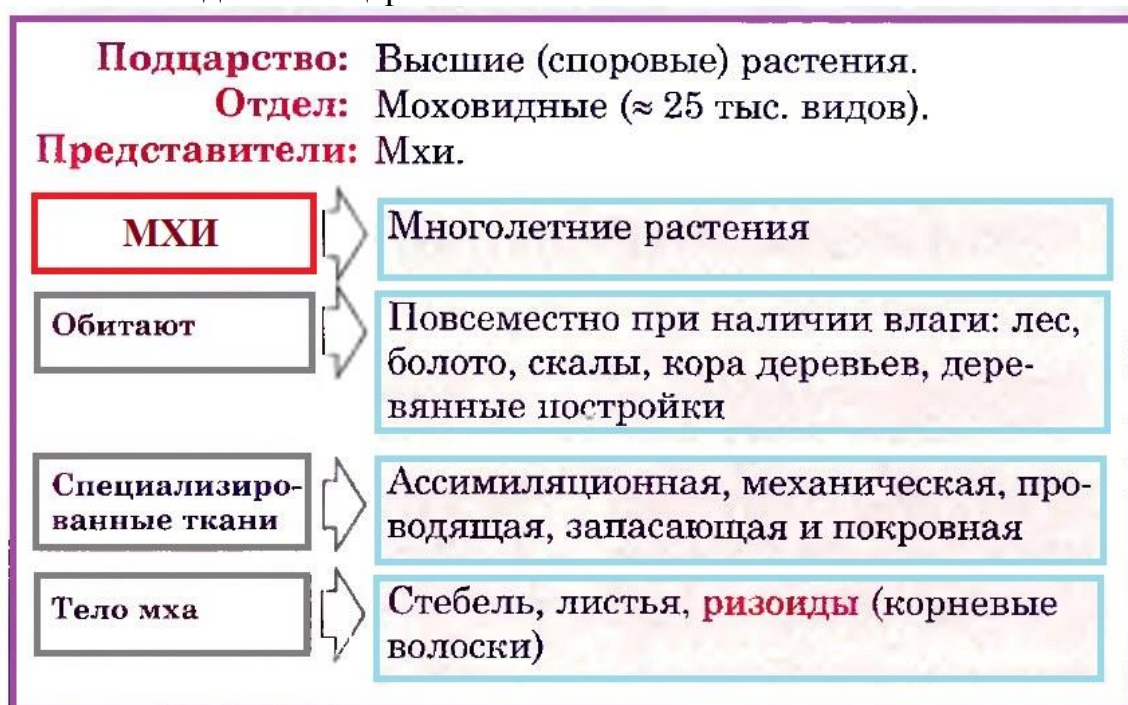 Подцарство: Высшие (споровые) растения.
Отдел: Моховидные (≈ 25 тыс. видов).
Представители: Мхи.
МХИ
Многолетние растения
Обитают
Повсеместно при наличии влаги: лес,
болото, скалы, кора деревьев, дере-
вянные постройки
Специализиро-
ванные ткани
Ассимиляционная, механическая, про-
водящая, запасающая и покровная
Тело мха
Стебель, листья, ризоиды (корневые
волоски)